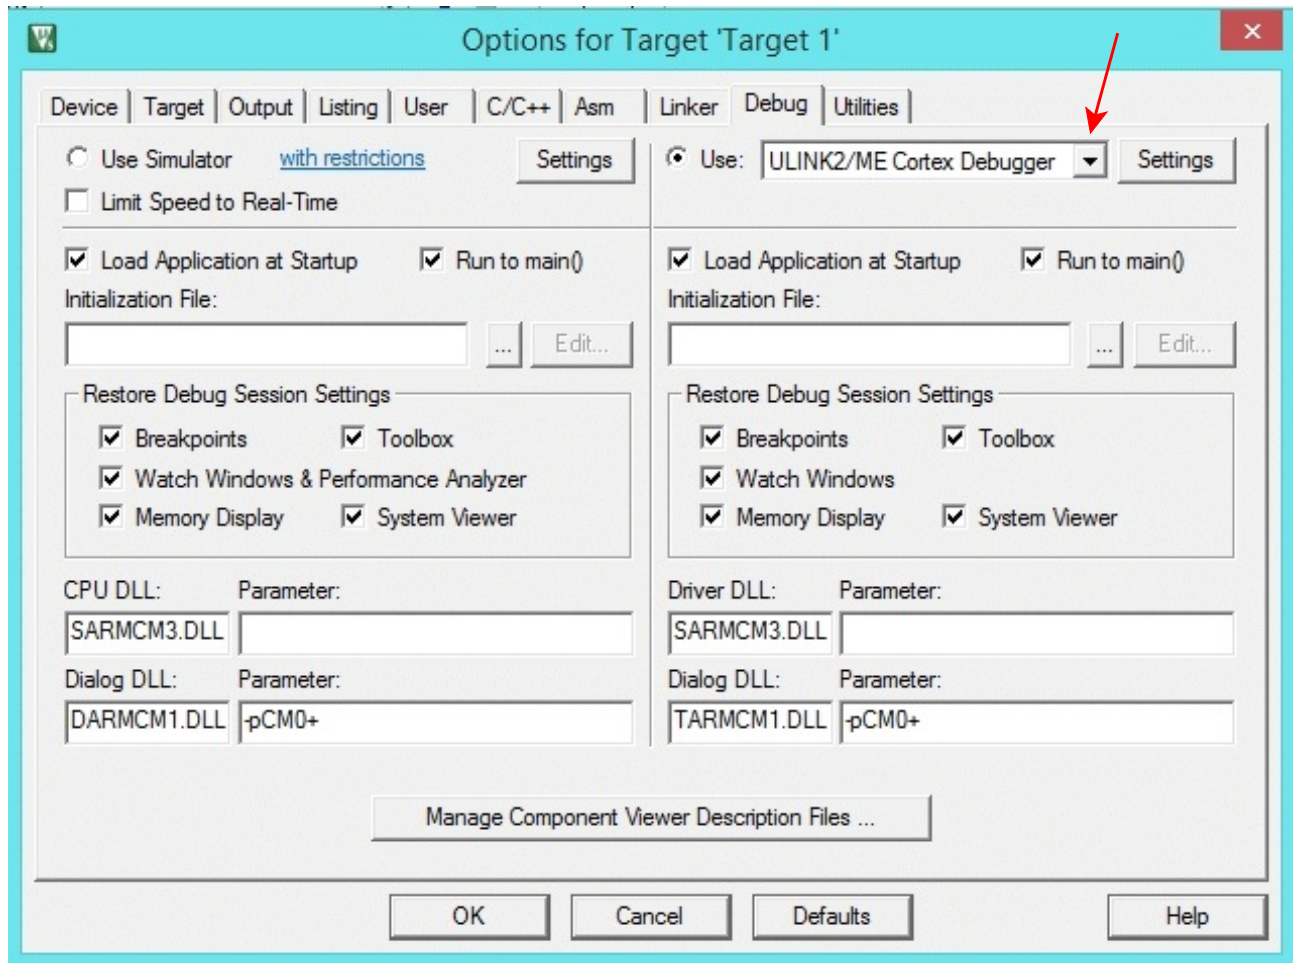 Options for Target 'Target 1'
Device Target Output Listing User C/C++ Asm Linker Debug Utilities
Use Simulator with restrictions Settings Use: ULINK2/ME Cortex Debugger Settings
Limit Speed to Real-Time
Load Application at Startup Run to main() Load Application at Startup Run to main()
Initialization File: Initialization File:
... Edit... ... Edit...
Restore Debug Session Settings Restore Debug Session Settings
Breakpoints Toolbox Breakpoints Toolbox
Watch Windows & Performance Analyzer Watch Windows
Memory Display System Viewer Memory Display System Viewer
CPU DLL: Parameter: Driver DLL: Parameter:
SARMCM3.DLL SARMCM3.DLL
Dialog DLL: Parameter: Dialog DLL: Parameter:
DARMCM1.DLL -pCM0+ TARMCM1.DLL -pCM0+
Manage Component Viewer Description Files ...
OK Cancel Defaults Help